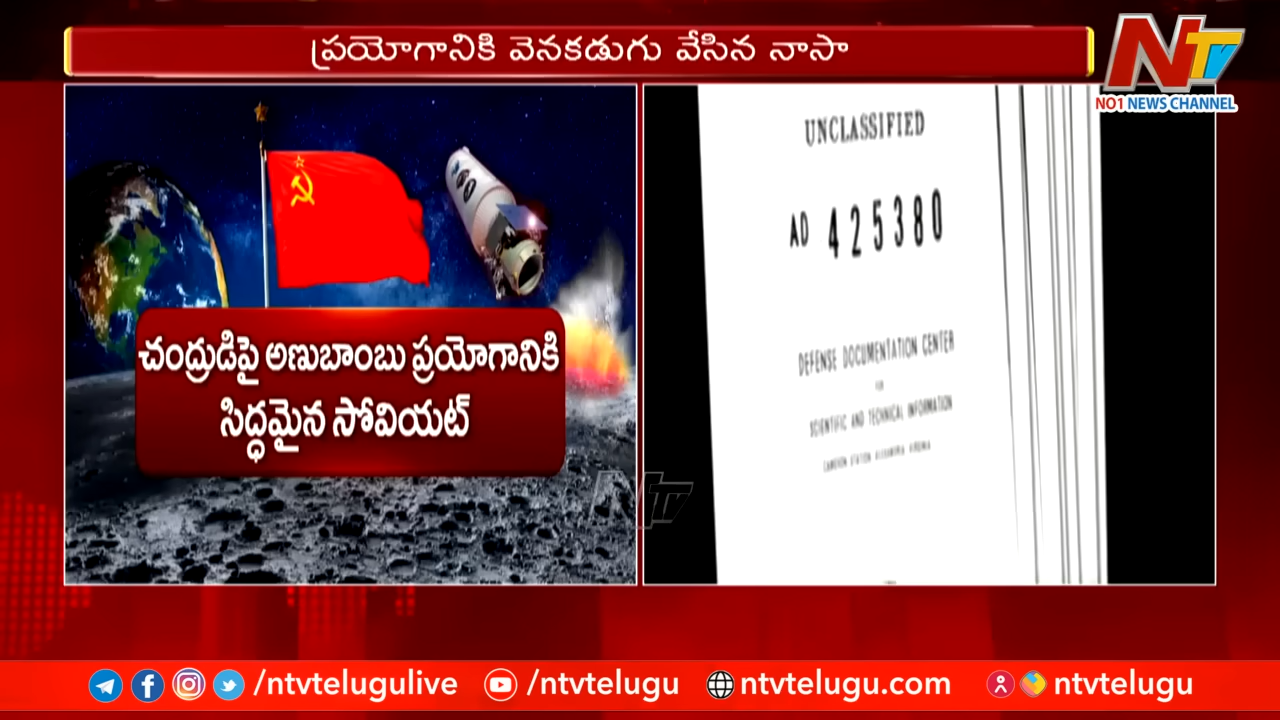 ప్రయోగానికి వెనకడుగు వేసిన నాసా
NTV
NO1 NEWS CHANNEL
చంద్రుడిపై అణుబాంబు ప్రయోగానికి
సిద్ధమైన సోవియట్
UNCLASSIFIED
AD 425380
DEFENSE DOCUMENTATION CENTER
FOR
SCIENTIFIC AND TECHNICAL INFORMATION
CAMERON STATION ALEXANDRIA, VIRGINIA
NTV
/ntvtelugulive /ntvtelugu ntvtelugu.com ntvtelugu